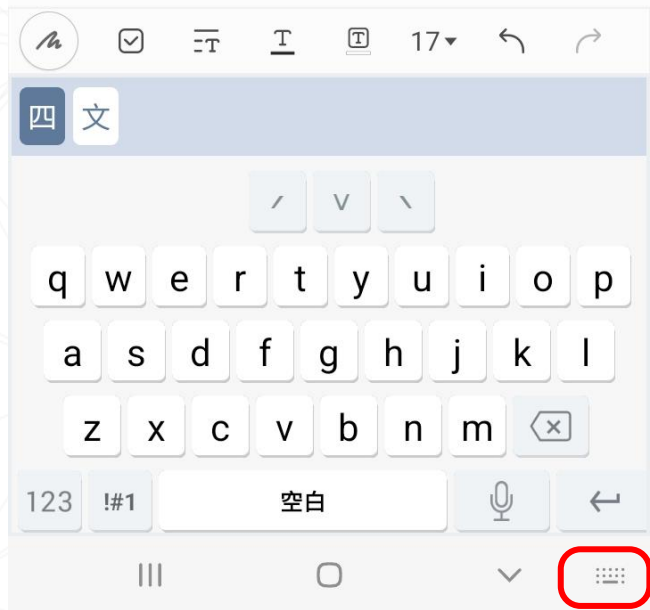 T T T 17
四 文
ˊ ˇ ˋ
q w e r t y u i o p
a s d f g h j k l
z x c v b n m
123 !#1 空白